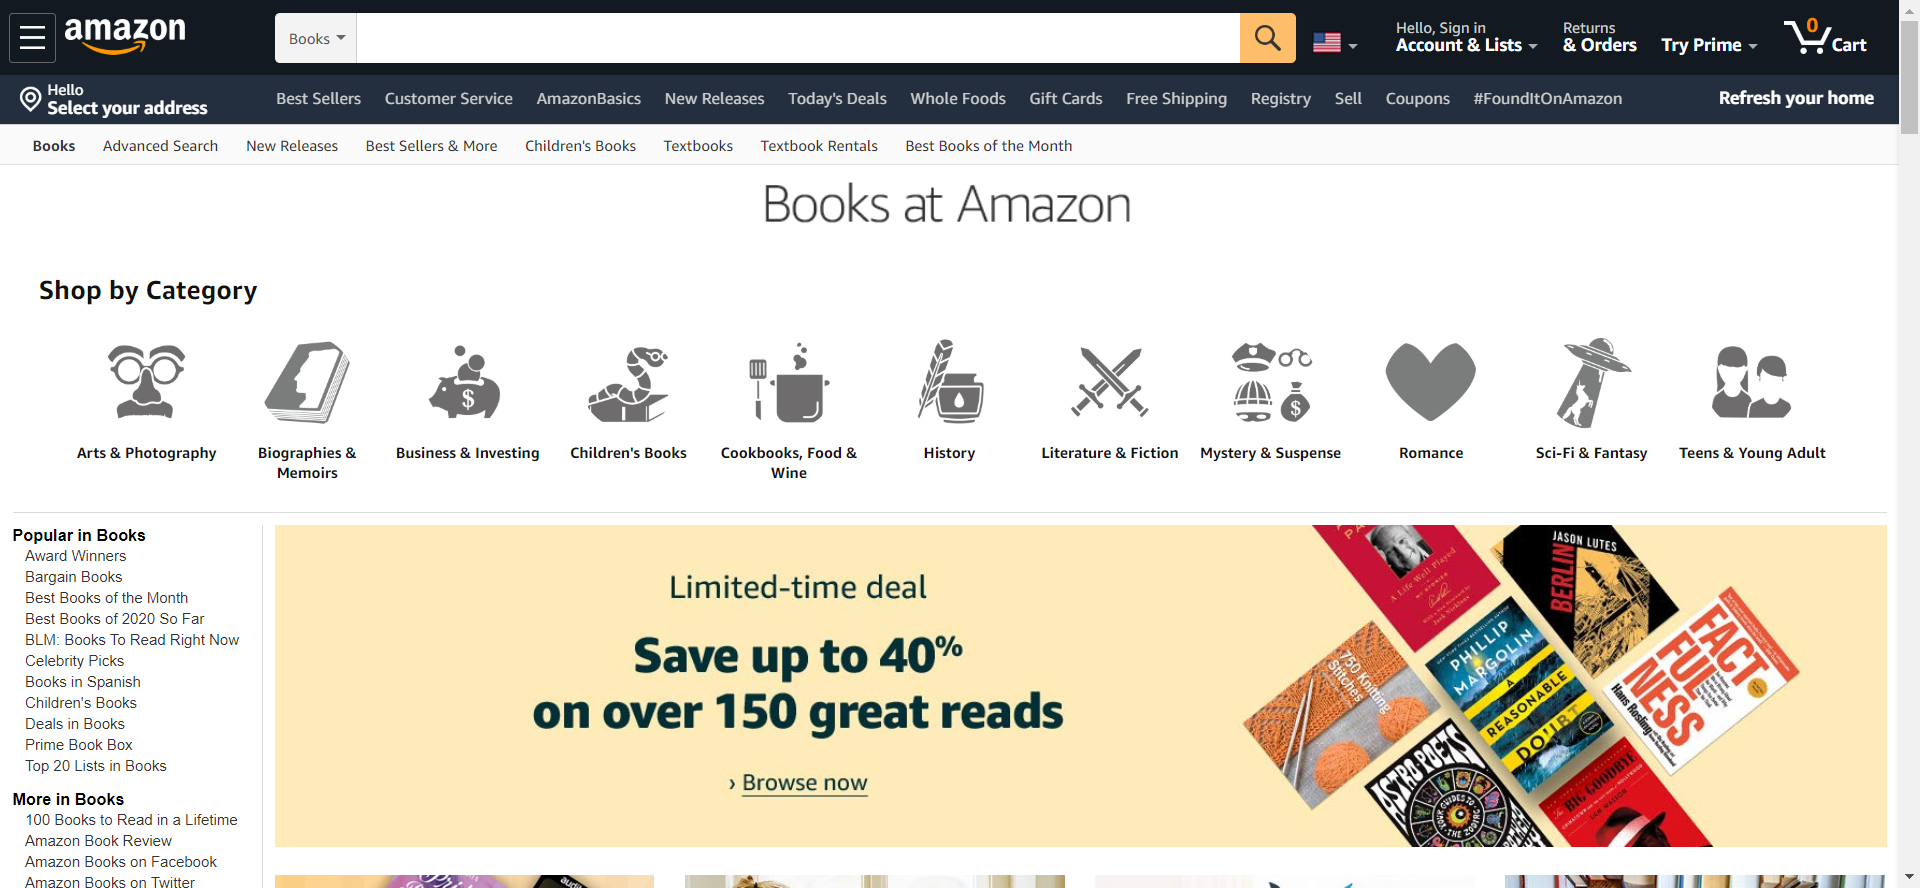 amazon
Books
Hello, Sign in
Account & Lists
Returns
& Orders
Try Prime
0
Cart
Hello
Select your address
Best Sellers
Customer Service
AmazonBasics
New Releases
Today's Deals
Whole Foods
Gift Cards
Free Shipping
Registry
Sell
Coupons
#FoundItOnAmazon
Refresh your home
Books
Advanced Search
New Releases
Best Sellers & More
Children's Books
Textbooks
Textbook Rentals
Best Books of the Month
Books at Amazon
Shop by Category
$
$
Arts & Photography
Biographies &
Memoirs
Business & Investing
Children's Books
Cookbooks, Food &
Wine
History
Literature & Fiction
Mystery & Suspense
Romance
Sci-Fi & Fantasy
Teens & Young Adult
Popular in Books
Award Winners
Bargain Books
Best Books of the Month
Best Books of 2020 So Far
BLM: Books To Read Right Now
Celebrity Picks
Books in Spanish
Children's Books
Deals in Books
Prime Book Box
Top 20 Lists in Books
More in Books
100 Books to Read in a Lifetime
Amazon Book Review
Amazon Books on Facebook
Amazon Books on Twitter
Limited-time deal
Save up to 40%
on over 150 great reads
› Browse now
A Life Well Played
JASON LUTES
BERLIN
750 Knitting
Stitches
PHILLIP
MARGOLIN
A
REASONABLE
DOUBT
FACT
FUL
NESS
Hans Rosling
ASTRO POETS
THE BIG GOODBYE